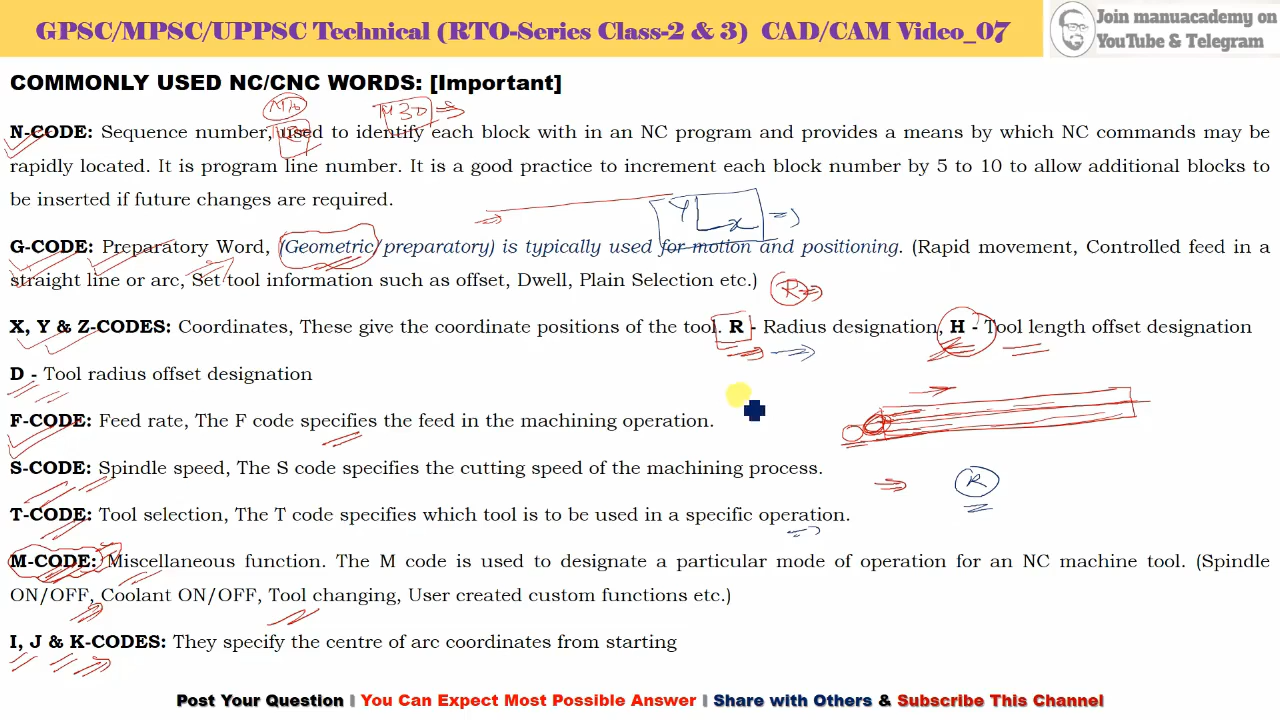 GPSC/MPSC/UPPSC Technical (RTO-Series Class-2 & 3) CAD/CAM Video_07
Join manuacademy on
YouTube & Telegram
COMMONLY USED NC/CNC WORDS: [Important]
M30
N-CODE: Sequence number, used to identify each block with in an NC program and provides a means by which NC commands may be
rapidly located. It is program line number. It is a good practice to increment each block number by 5 to 10 to allow additional blocks to
be inserted if future changes are required.
Y
x
G-CODE: Preparatory Word, (Geometric/preparatory) is typically used for motion and positioning. (Rapid movement, Controlled feed in a
straight line or arc, Set tool information such as offset, Dwell, Plain Selection etc.)
R
X, Y & Z-CODES: Coordinates, These give the coordinate positions of the tool. R - Radius designation, H - Tool length offset designation
D - Tool radius offset designation
F-CODE: Feed rate, The F code specifies the feed in the machining operation.
S-CODE: Spindle speed, The S code specifies the cutting speed of the machining process.
R
T-CODE: Tool selection, The T code specifies which tool is to be used in a specific operation.
M-CODE: Miscellaneous function. The M code is used to designate a particular mode of operation for an NC machine tool. (Spindle
ON/OFF, Coolant ON/OFF, Tool changing, User created custom functions etc.)
I, J & K-CODES: They specify the centre of arc coordinates from starting
Post Your Question | You Can Expect Most Possible Answer | Share with Others & Subscribe This Channel